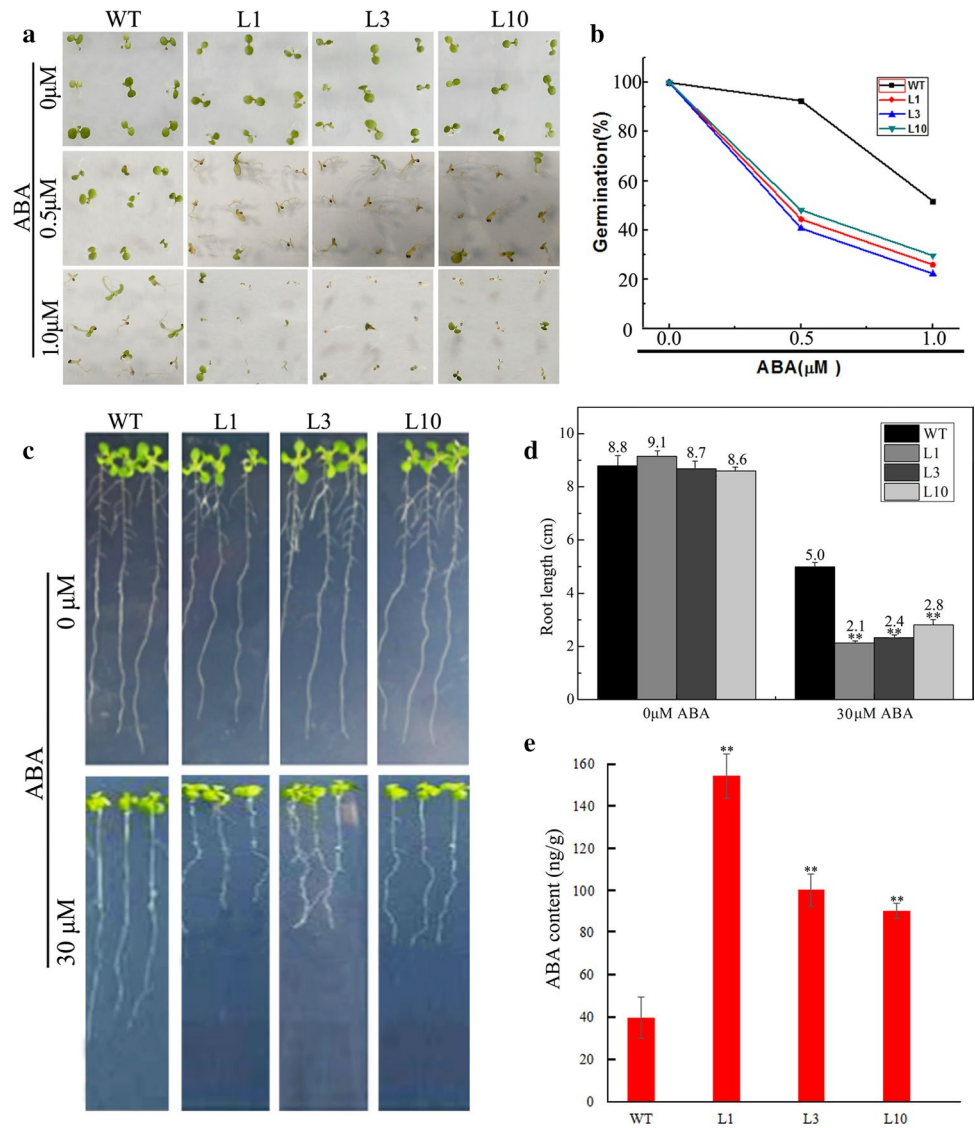 a
WT L1 L3 L10
ABA
0μM
0.5μM
1.0μM
b
Germination(%)
100
80
60
40
20
0
0.0 0.5 1.0
ABA(μM )
WT
L1
L3
L10
c
WT L1 L3 L10
ABA
0 μM
30 μM
d
Root length (cm)
10
8
6
4
2
0
8.8 9.1 8.7 8.6
5.0 2.1 2.4 2.8
** ** **
0μM ABA 30μM ABA
WT
L1
L3
L10
e
ABA content (ng/g)
160
140
120
100
80
60
40
20
0
** ** **
WT L1 L3 L10